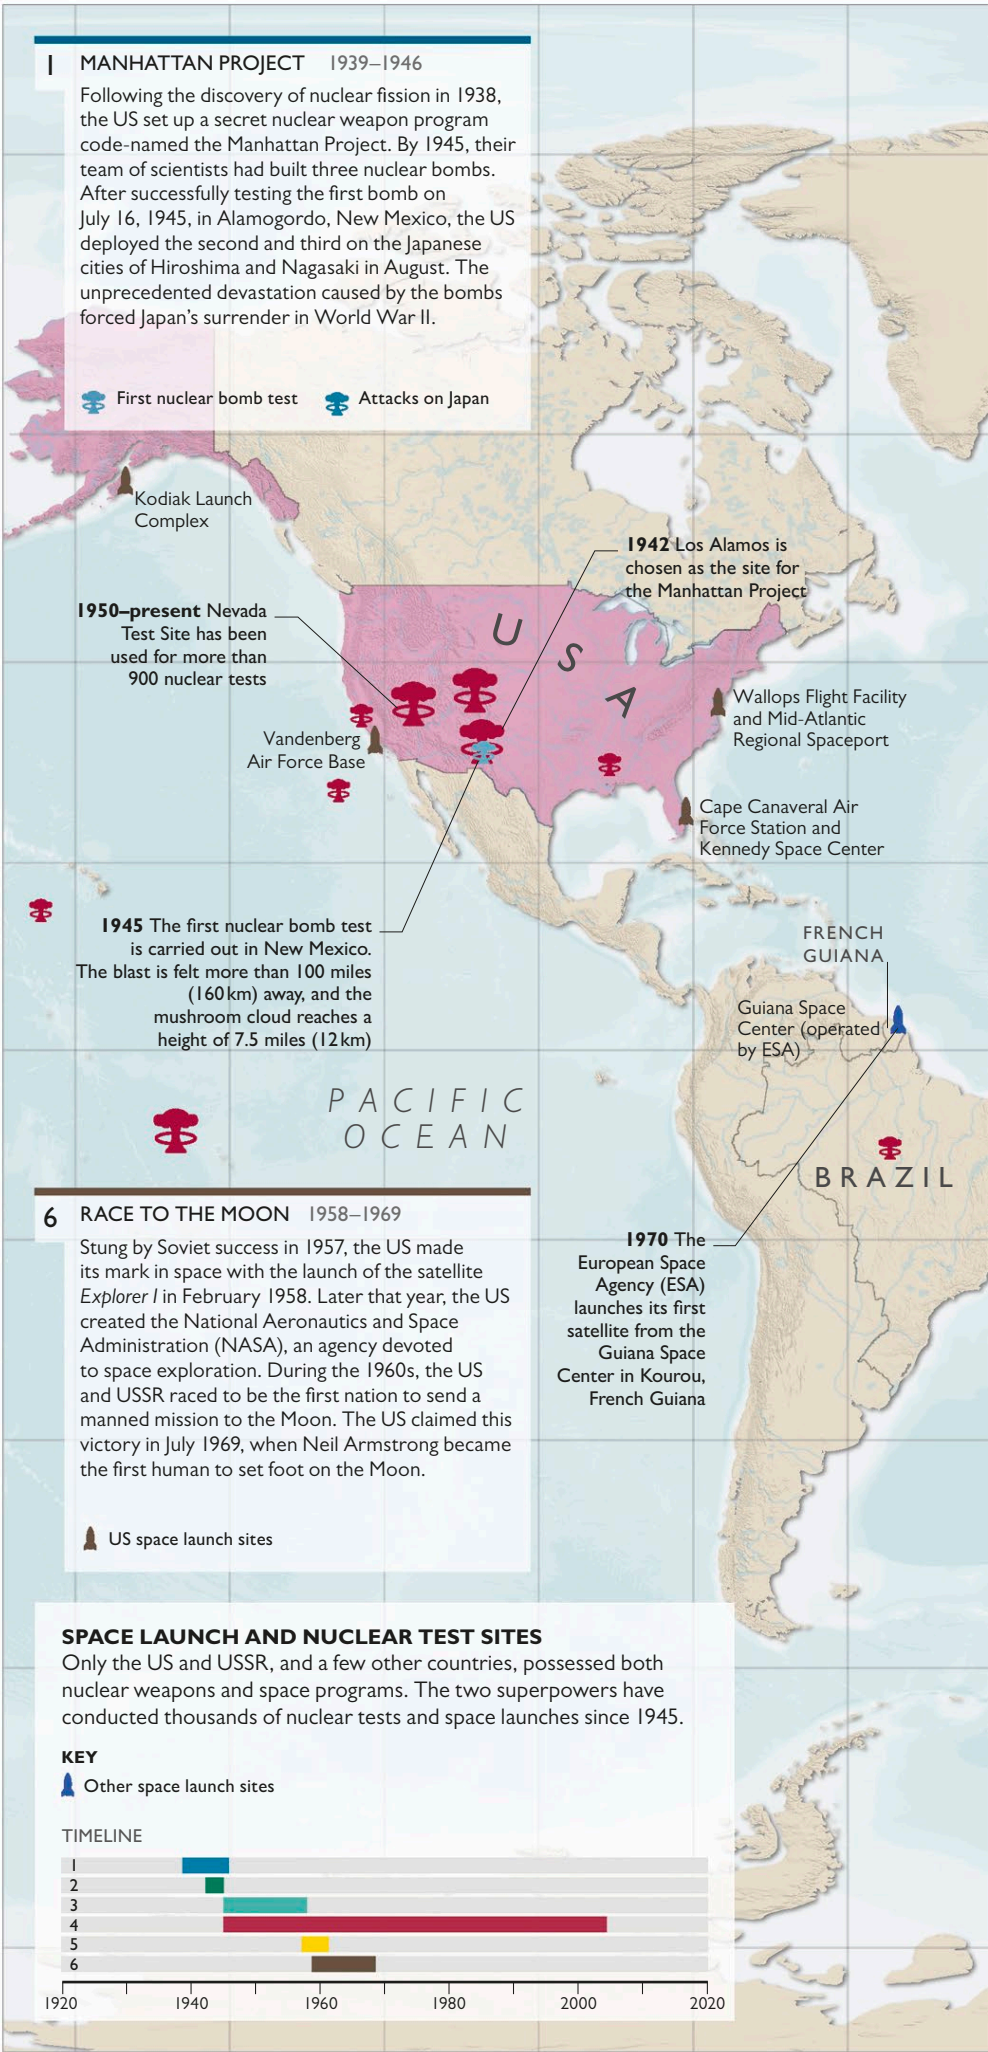 1 MANHATTAN PROJECT 1939–1946
Following the discovery of nuclear fission in 1938,
the US set up a secret nuclear weapon program
code-named the Manhattan Project. By 1945, their
team of scientists had built three nuclear bombs.
After successfully testing the first bomb on
July 16, 1945, in Alamogordo, New Mexico, the US
deployed the second and third on the Japanese
cities of Hiroshima and Nagasaki in August. The
unprecedented devastation caused by the bombs
forced Japan's surrender in World War II.
First nuclear bomb test Attacks on Japan
Kodiak Launch
Complex
1942 Los Alamos is
chosen as the site for
the Manhattan Project
1950–present Nevada
Test Site has been
used for more than
900 nuclear tests
U S A
Wallops Flight Facility
and Mid-Atlantic
Regional Spaceport
Vandenberg
Air Force Base
Cape Canaveral Air
Force Station and
Kennedy Space Center
1945 The first nuclear bomb test
is carried out in New Mexico.
The blast is felt more than 100 miles
(160km) away, and the
mushroom cloud reaches a
height of 7.5 miles (12km)
FRENCH
GUIANA
Guiana Space
Center (operated
by ESA)
PACIFIC
OCEAN
BRAZIL
6 RACE TO THE MOON 1958–1969
Stung by Soviet success in 1957, the US made
its mark in space with the launch of the satellite
Explorer I in February 1958. Later that year, the US
created the National Aeronautics and Space
Administration (NASA), an agency devoted
to space exploration. During the 1960s, the US
and USSR raced to be the first nation to send a
manned mission to the Moon. The US claimed this
victory in July 1969, when Neil Armstrong became
the first human to set foot on the Moon.
US space launch sites
1970 The
European Space
Agency (ESA)
launches its first
satellite from the
Guiana Space
Center in Kourou,
French Guiana
SPACE LAUNCH AND NUCLEAR TEST SITES
Only the US and USSR, and a few other countries, possessed both
nuclear weapons and space programs. The two superpowers have
conducted thousands of nuclear tests and space launches since 1945.
KEY
Other space launch sites
TIMELINE
1
2
3
4
5
6
1920 1940 1960 1980 2000 2020